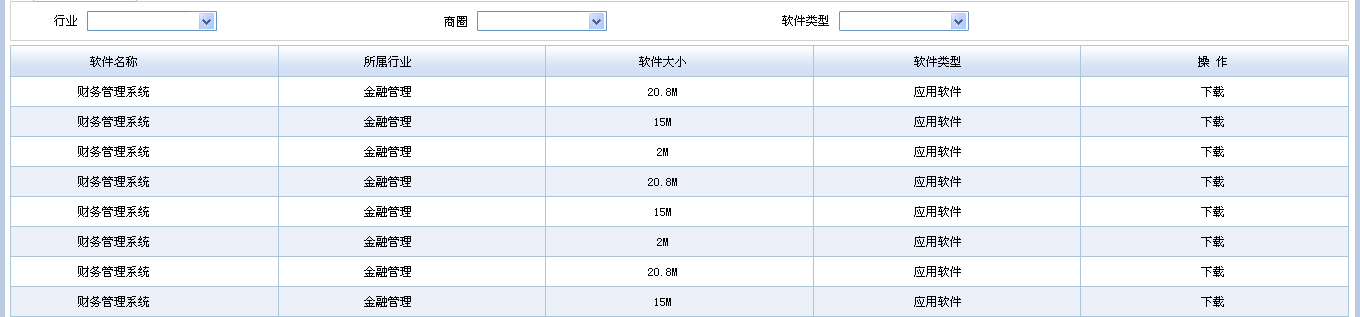 行业 商圈 软件类型
软件名称 所属行业 软件大小 软件类型 操 作
财务管理系统 金融管理 20.8M 应用软件 下载
财务管理系统 金融管理 15M 应用软件 下载
财务管理系统 金融管理 2M 应用软件 下载
财务管理系统 金融管理 20.8M 应用软件 下载
财务管理系统 金融管理 15M 应用软件 下载
财务管理系统 金融管理 2M 应用软件 下载
财务管理系统 金融管理 20.8M 应用软件 下载
财务管理系统 金融管理 15M 应用软件 下载